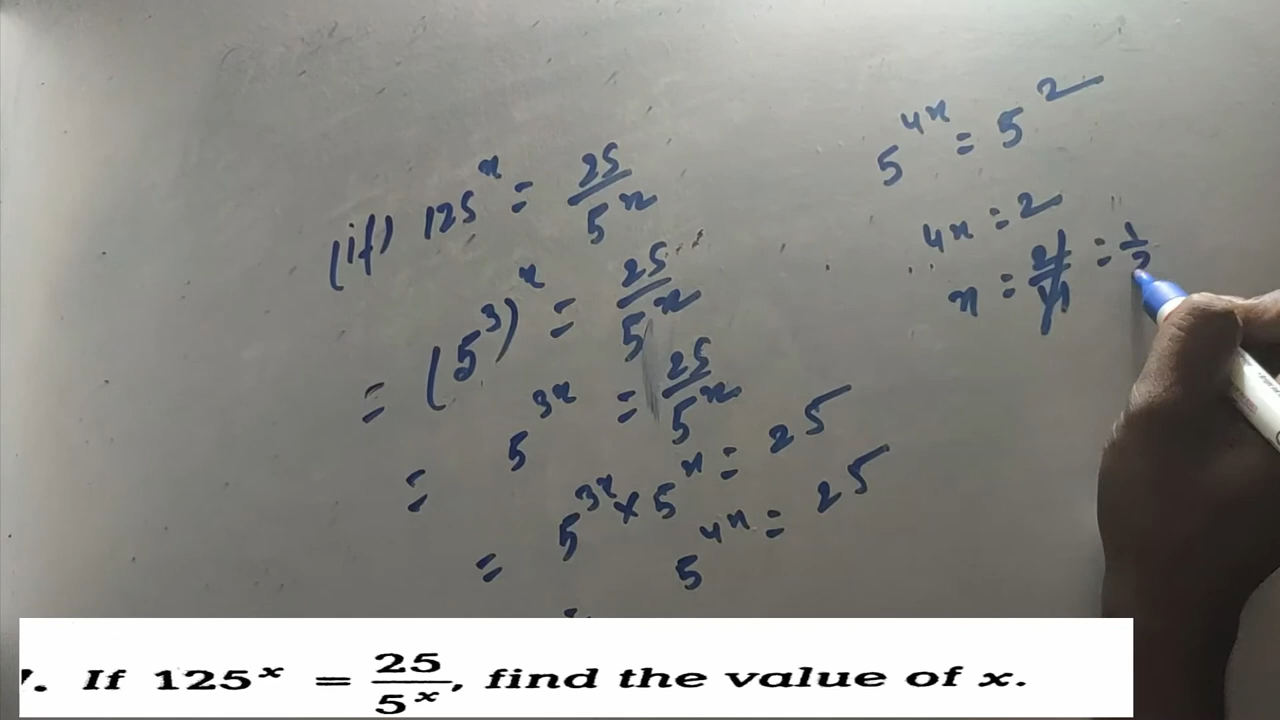 (if) 125^x = 25/5^x
= (5^3)^x = 25/5^x
= 5^3x = 25/5^x
= 5^3x × 5^x = 25
5^4x = 25
5^4x = 5^2
4x = 2
x = 2/4 = 1/2
. If 125^x = 25/5^x, find the value of x.